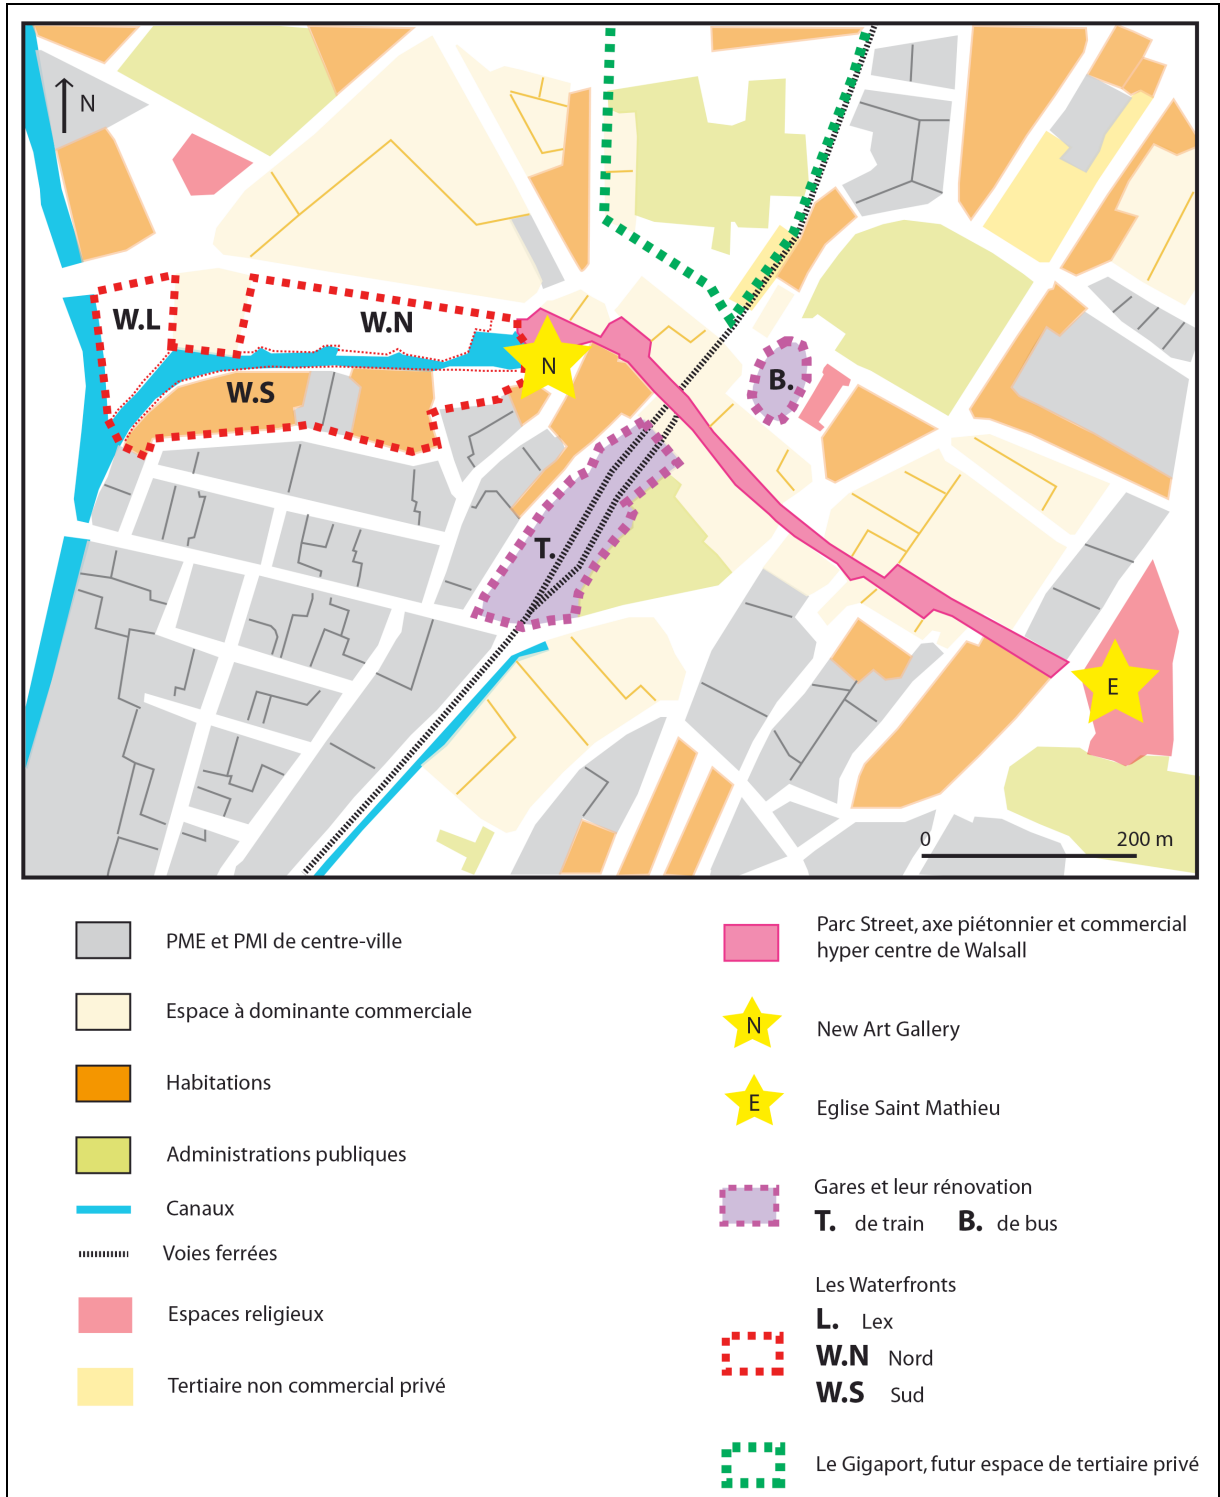 N
W.L
W.N
N
W.S
B.
T.
E
0 200 m
PME et PMI de centre-ville
Espace à dominante commerciale
Habitations
Administrations publiques
Canaux
Voies ferrées
Espaces religieux
Tertiaire non commercial privé
Parc Street, axe piétonnier et commercial
hyper centre de Walsall
N New Art Gallery
E Eglise Saint Mathieu
Gares et leur rénovation
T. de train B. de bus
Les Waterfronts
L. Lex
W.N Nord
W.S Sud
Le Gigaport, futur espace de tertiaire privé